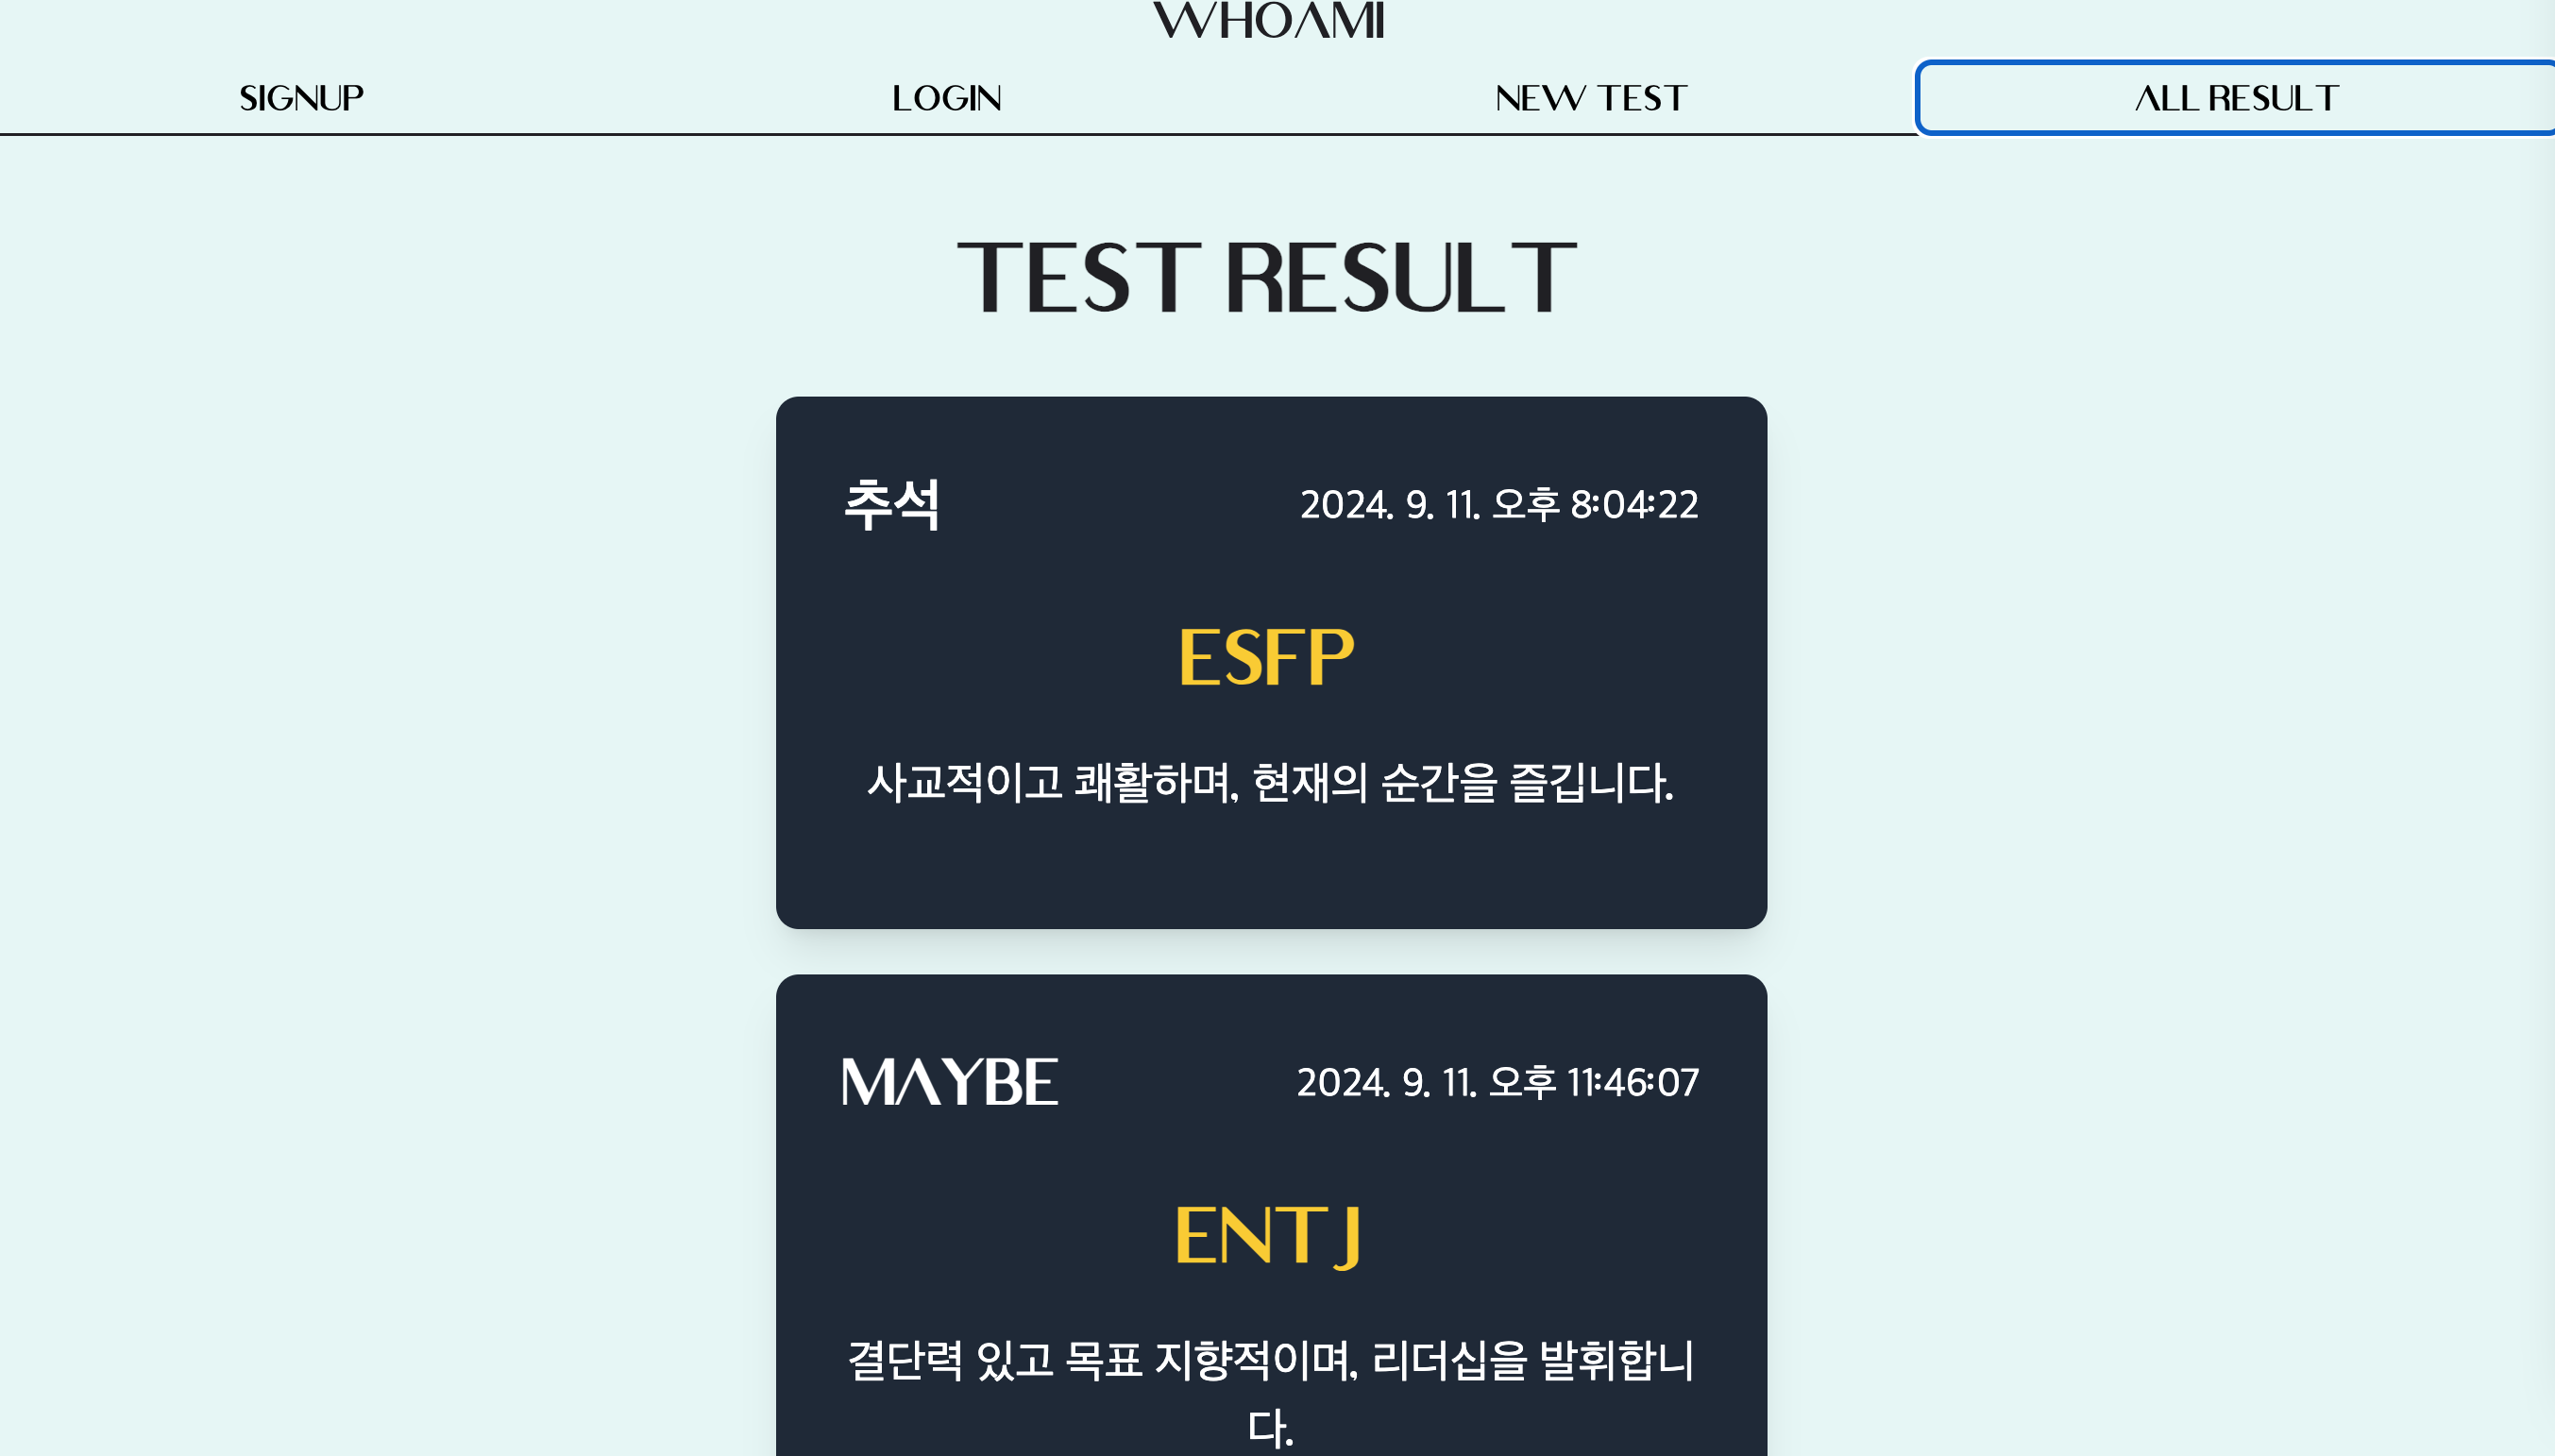 WHOAMI
SIGNUP LOGIN NEW TEST ALL RESULT
TEST RESULT
추석 2024. 9. 11. 오후 8:04:22
ESFP
사교적이고 쾌활하며, 현재의 순간을 즐깁니다.
MAYBE 2024. 9. 11. 오후 11:46:07
ENTJ
결단력 있고 목표 지향적이며, 리더십을 발휘합니
다.